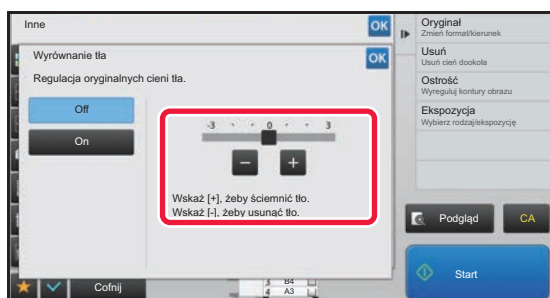 Inne
OK
Wyrównanie tła
OK
Regulacja oryginalnych cieni tła.
Off
On
-3 0 3
Wskaż [+], żeby ściemnić tło.
Wskaż [-], żeby usunąć tło.
Cofnij
3 B4
4 A3
Oryginał
Zmień format/kierunek
Usuń
Usuń cień dookoła
Ostrość
Wyreguluj kontury obrazu
Ekspozycja
Wybierz rodzaj/ekspozycję
Podgląd
CA
Start